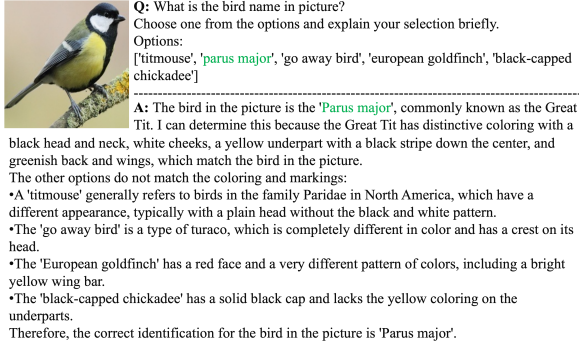 Q: What is the bird name in picture?
Choose one from the options and explain your selection briefly.
Options:
['titmouse', 'parus major', 'go away bird', 'european goldfinch', 'black-capped
chickadee']
A: The bird in the picture is the 'Parus major', commonly known as the Great
Tit. I can determine this because the Great Tit has distinctive coloring with a
black head and neck, white cheeks, a yellow underpart with a black stripe down the center, and
greenish back and wings, which match the bird in the picture.
The other options do not match the coloring and markings:
•A 'titmouse' generally refers to birds in the family Paridae in North America, which have a
different appearance, typically with a plain head without the black and white pattern.
•The 'go away bird' is a type of turaco, which is completely different in color and has a crest on its
head.
•The 'European goldfinch' has a red face and a very different pattern of colors, including a bright
yellow wing bar.
•The 'black-capped chickadee' has a solid black cap and lacks the yellow coloring on the
underparts.
Therefore, the correct identification for the bird in the picture is 'Parus major'.